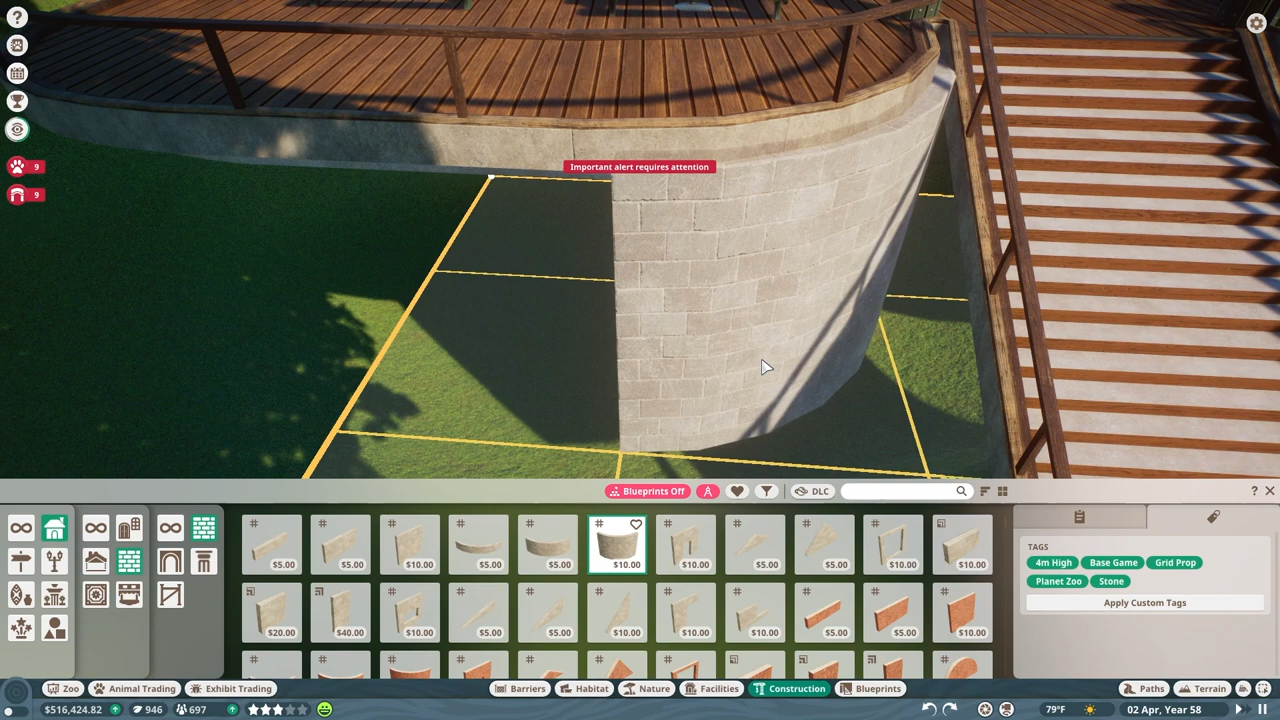 ?
9
9
Important alert requires attention
Blueprints Off
DLC
?
$5.00 $5.00 $10.00 $5.00 $5.00 $10.00 $10.00 $5.00 $5.00 $10.00 $10.00
$20.00 $40.00 $10.00 $5.00 $5.00 $10.00 $10.00 $10.00 $5.00 $5.00 $10.00
TAGS
4m High Base Game Grid Prop
Planet Zoo Stone
Apply Custom Tags
Zoo Animal Trading Exhibit Trading Barriers Habitat Nature Facilities Construction Blueprints Paths Terrain
$516,424.82 946 697 79°F 02 Apr, Year 58